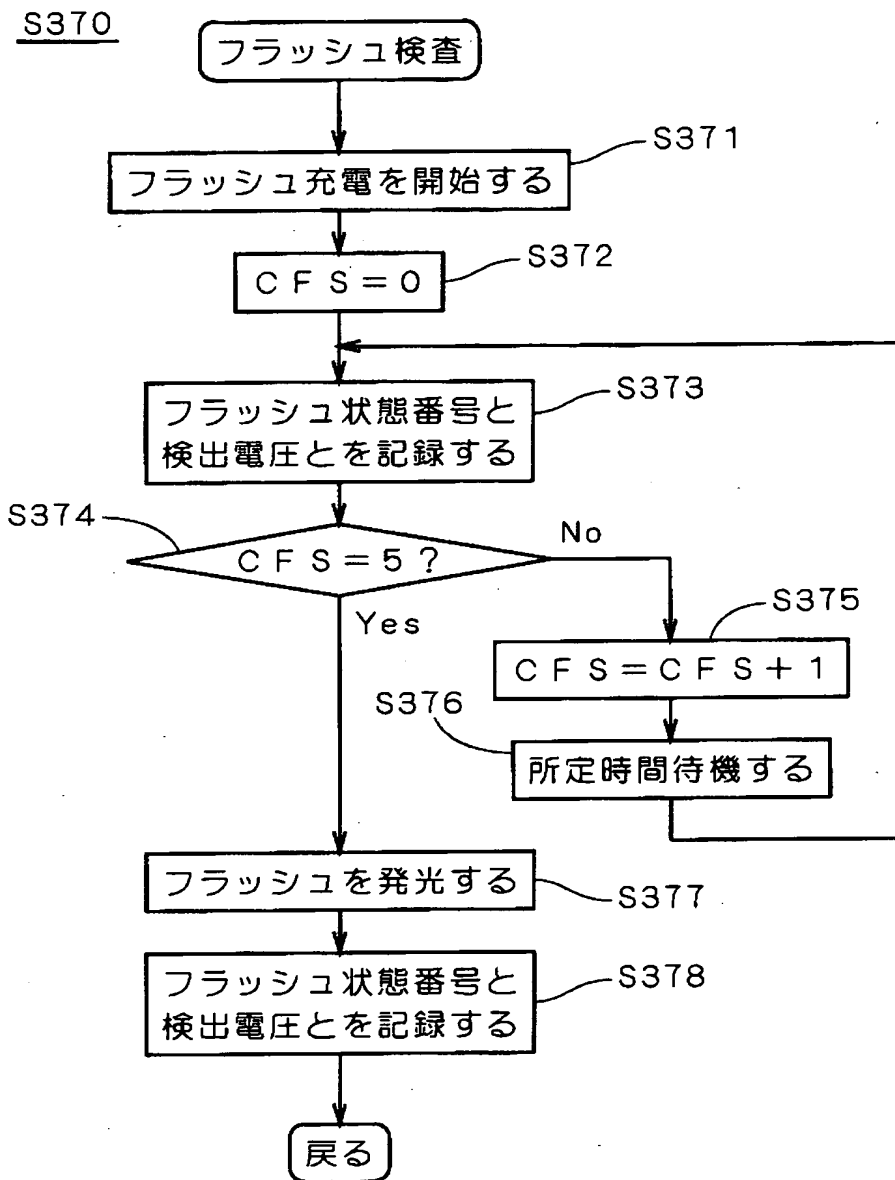 S370
フラッシュ検査
S371
フラッシュ充電を開始する
S372
CFS=0
S373
フラッシュ状態番号と
検出電圧とを記録する
S374
CFS=5?
No
Yes
S375
CFS=CFS+1
S376
所定時間待機する
フラッシュを発光する
S377
フラッシュ状態番号と
検出電圧とを記録する
S378
戻る